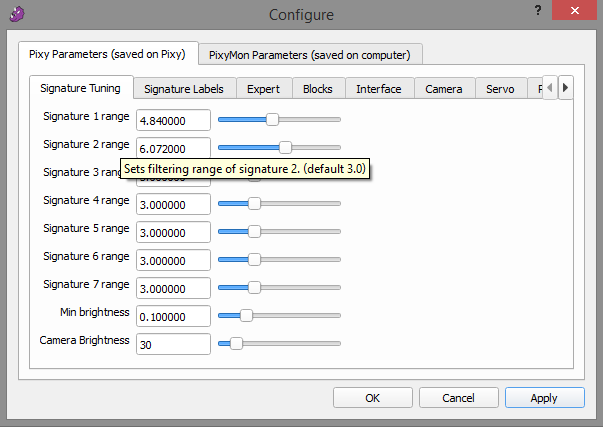 Configure
?
Pixy Parameters (saved on Pixy) PixyMon Parameters (saved on computer)
Signature Tuning Signature Labels Expert Blocks Interface Camera Servo
Signature 1 range 4.840000
Signature 2 range 6.072000
Sets filtering range of signature 2. (default 3.0)
Signature 3 range
Signature 4 range 3.000000
Signature 5 range 3.000000
Signature 6 range 3.000000
Signature 7 range 3.000000
Min brightness 0.100000
Camera Brightness 30
OK Cancel Apply